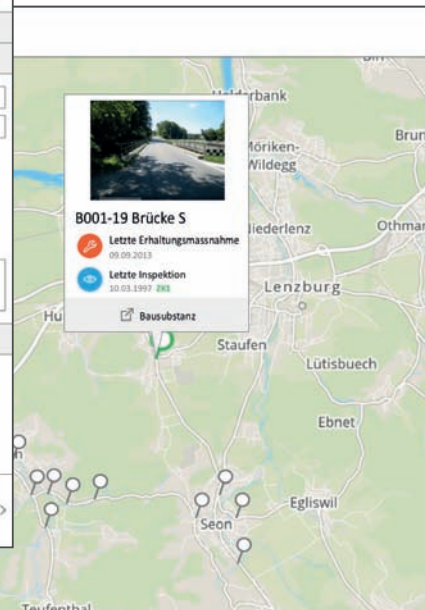 Holderbank
Möriken-
Wildegg
Brun
B001-19 Brücke S
Letzte Erhaltungsmassnahme
09.09.2013
Niederlenz
Othmar
Letzte Inspektion
10.03.1997 ZK3
Lenzburg
Bausubstanz
Hu
Staufen
Lütisbuech
Ebnet
n
Egliswil
Seon
Teufenthal